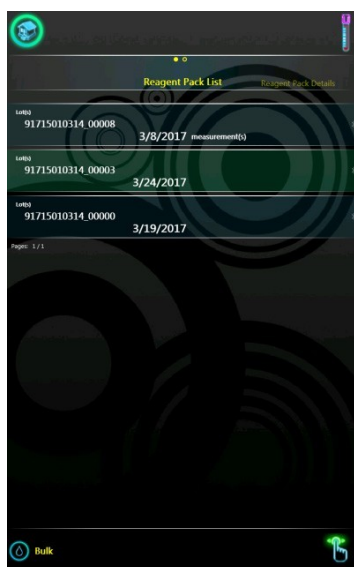 Reagent Pack List
Reagent Pack Details
Lot(s)
91715010314_00008
3/8/2017 measurement(s)
Lot(s)
91715010314_00003
3/24/2017
Lot(s)
91715010314_00000
3/19/2017
Pages: 1/1
Bulk